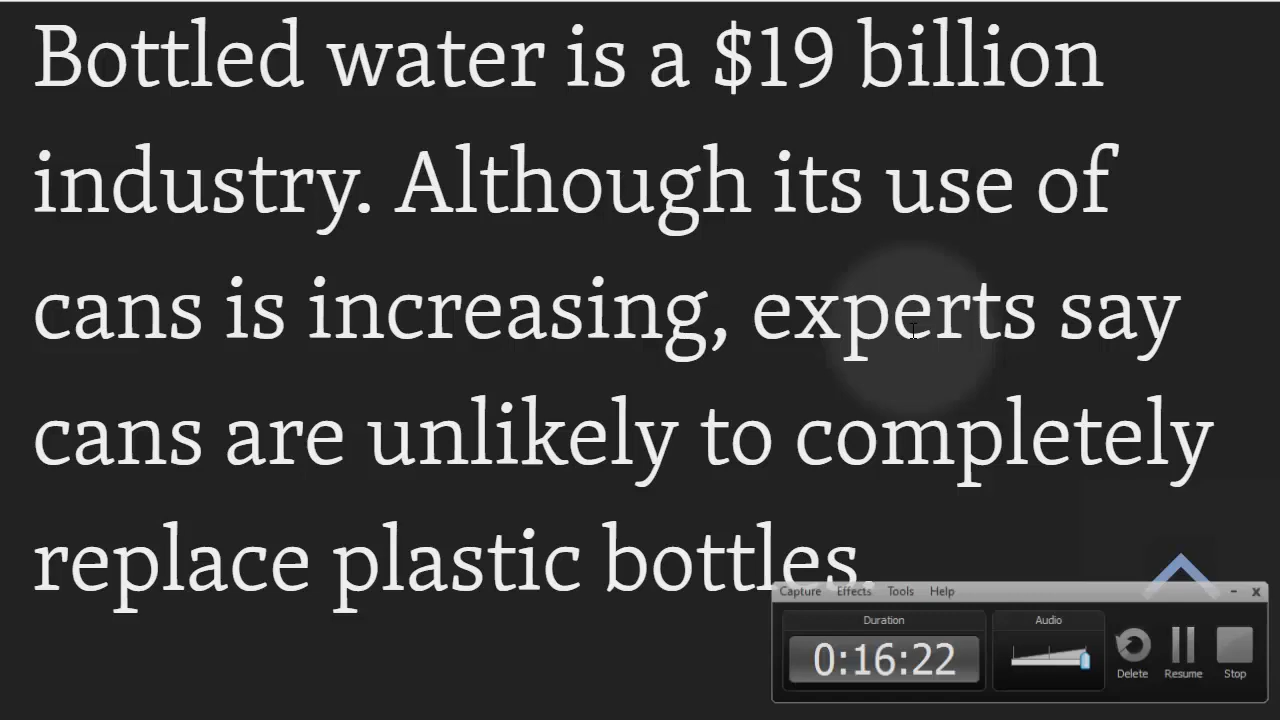 Bottled water is a $19 billion
industry. Although its use of
cans is increasing, experts say
cans are unlikely to completely
replace plastic bottles.
Capture Effects Tools Help
Duration Audio
0:16:22
Delete Resume Stop